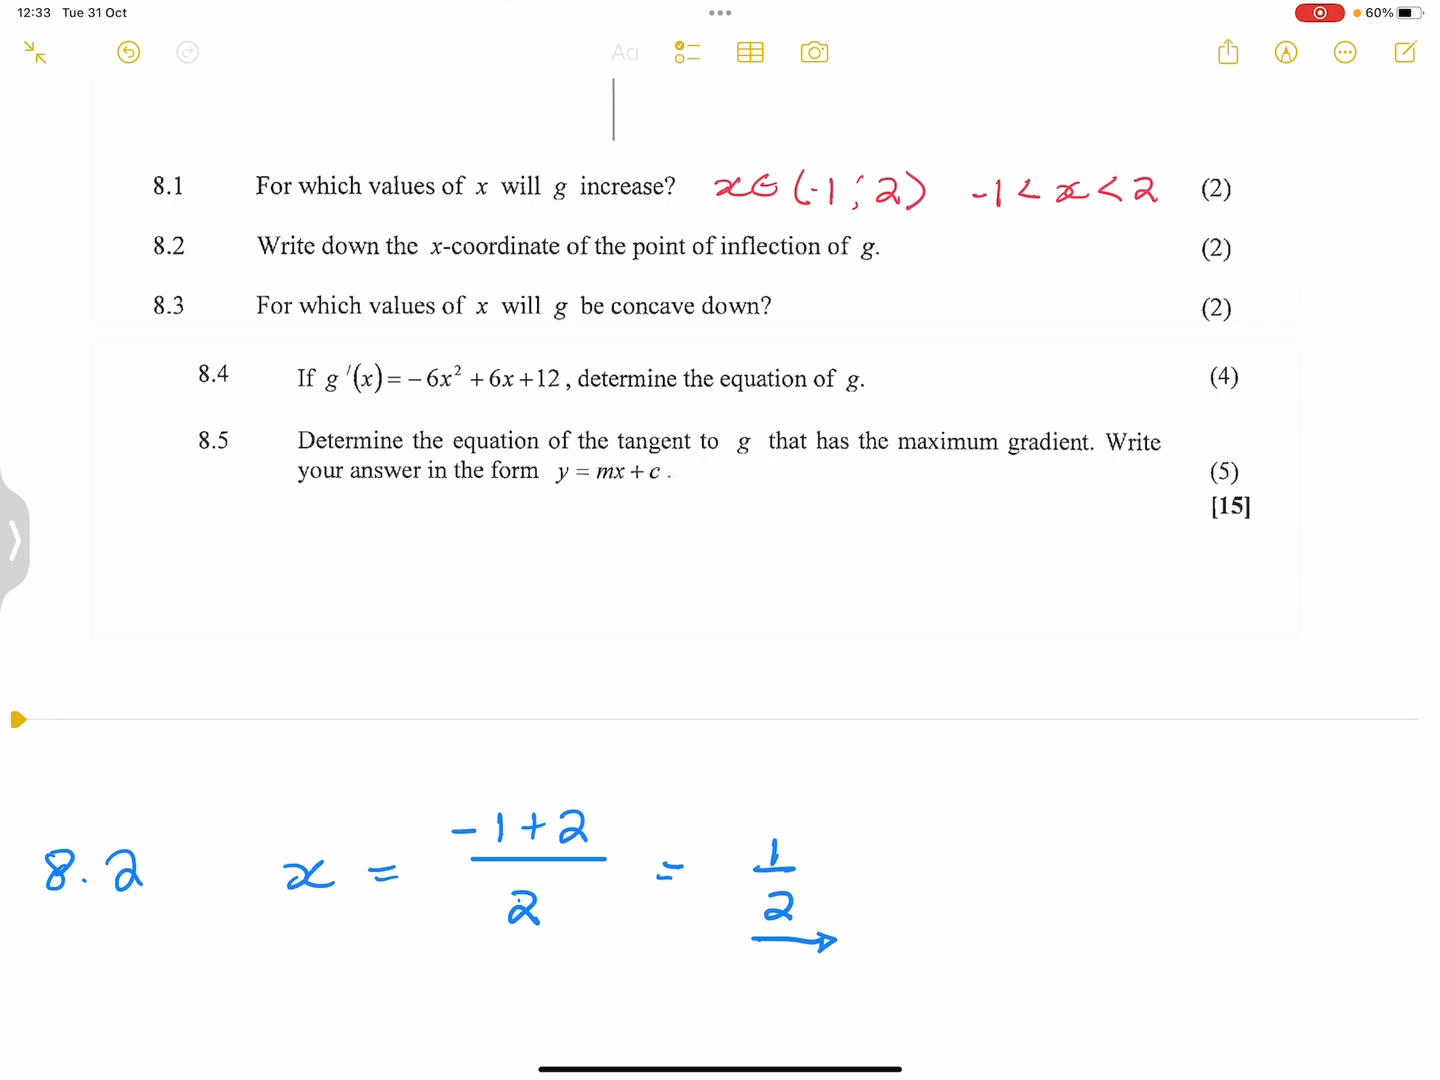 12:33 Tue 31 Oct 60%
Aa
8.1 For which values of x will g increase? x ∈ (-1 ; 2) -1 < x < 2 (2)
8.2 Write down the x-coordinate of the point of inflection of g. (2)
8.3 For which values of x will g be concave down? (2)
8.4 If g '(x) = – 6x² + 6x + 12 , determine the equation of g. (4)
8.5 Determine the equation of the tangent to g that has the maximum gradient. Write
your answer in the form y = mx + c . (5)
[15]
8.2 x = (-1 + 2)/2 = 1/2